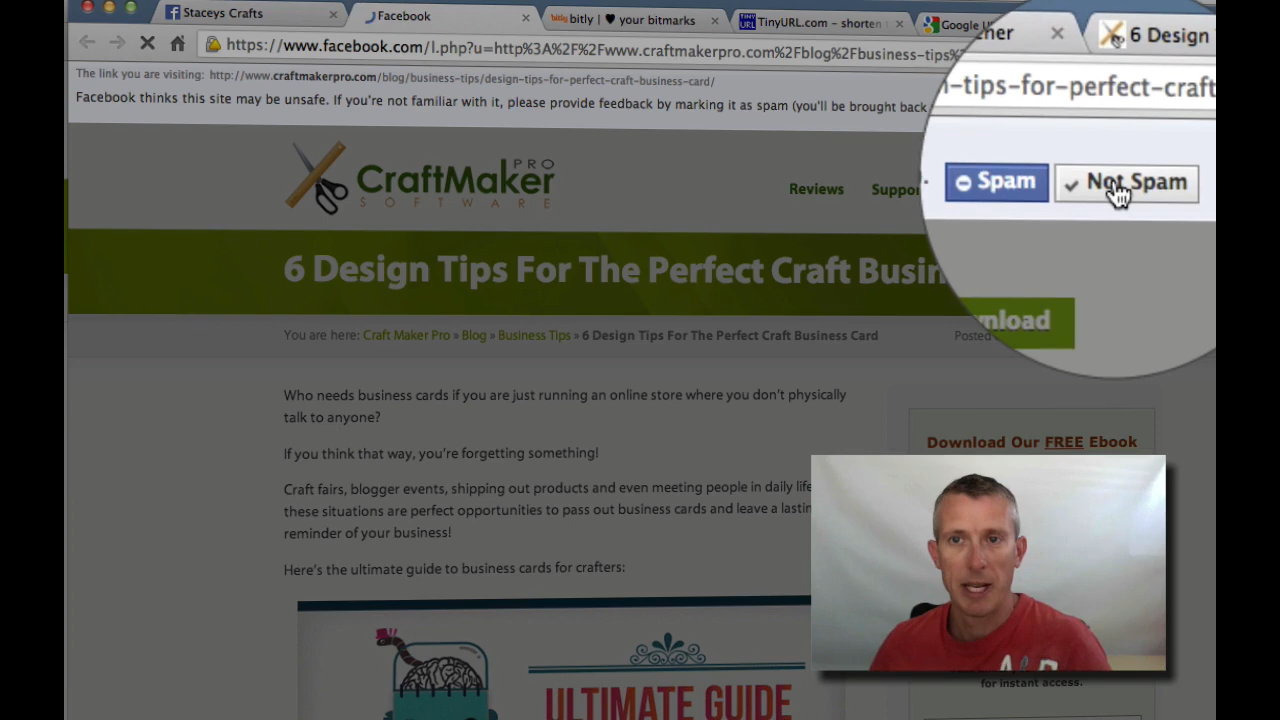 Staceys Crafts
Facebook
bitly | ♥ your bitmarks
TinyURL.com – shorten
Google U
6 Design
https://www.facebook.com/l.php?u=http%3A%2F%2Fwww.craftmakerpro.com%2Fblog%2Fbusiness-tips%
-tips-for-perfect-craft
The link you are visiting: http://www.craftmakerpro.com/blog/business-tips/design-tips-for-perfect-craft-business-card/
Facebook thinks this site may be unsafe. If you're not familiar with it, please provide feedback by marking it as spam (you'll be brought back
Spam
Not Spam
CraftMaker PRO
SOFTWARE
Reviews
Suppor
6 Design Tips For The Perfect Craft Busin
nload
You are here: Craft Maker Pro » Blog » Business Tips » 6 Design Tips For The Perfect Craft Business Card
Posted
Who needs business cards if you are just running an online store where you don't physically
talk to anyone?
If you think that way, you're forgetting something!
Craft fairs, blogger events, shipping out products and even meeting people in daily life
these situations are perfect opportunities to pass out business cards and leave a lastin
reminder of your business!
Here's the ultimate guide to business cards for crafters:
Download Our FREE Ebook
ULTIMATE GUIDE
for instant access.